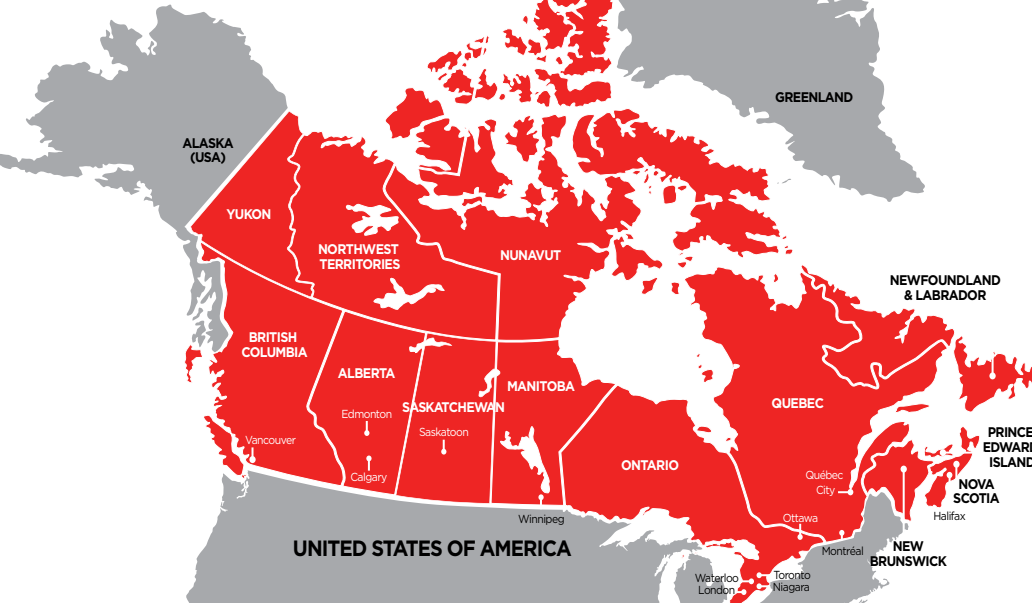 GREENLAND
ALASKA
(USA)
YUKON
NORTHWEST
TERRITORIES
NUNAVUT
NEWFOUNDLAND
& LABRADOR
BRITISH
COLUMBIA
ALBERTA
SASKATCHEWAN
MANITOBA
QUEBEC
ONTARIO
Edmonton
Saskatoon
Vancouver
Calgary
Winnipeg
PRINCE
EDWARD
ISLAND
NOVA
SCOTIA
Halifax
Québec
City
Ottawa
Montréal
NEW
BRUNSWICK
UNITED STATES OF AMERICA
Waterloo
London
Toronto
Niagara